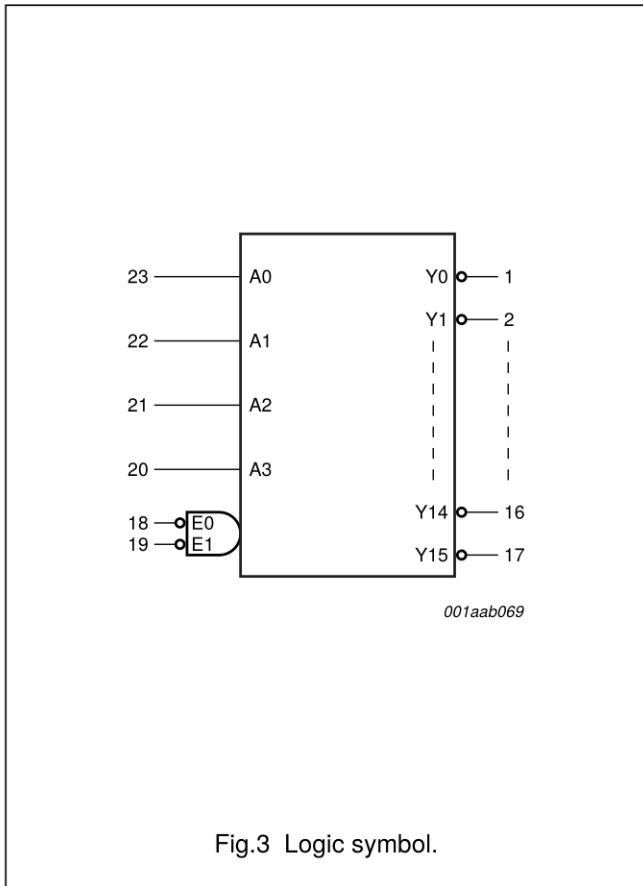 23 A0 Y0 1
Y1 2
22 A1
21 A2
20 A3
Y14 16
18 E0
19 E1
Y15 17
001aab069
Fig.3 Logic symbol.